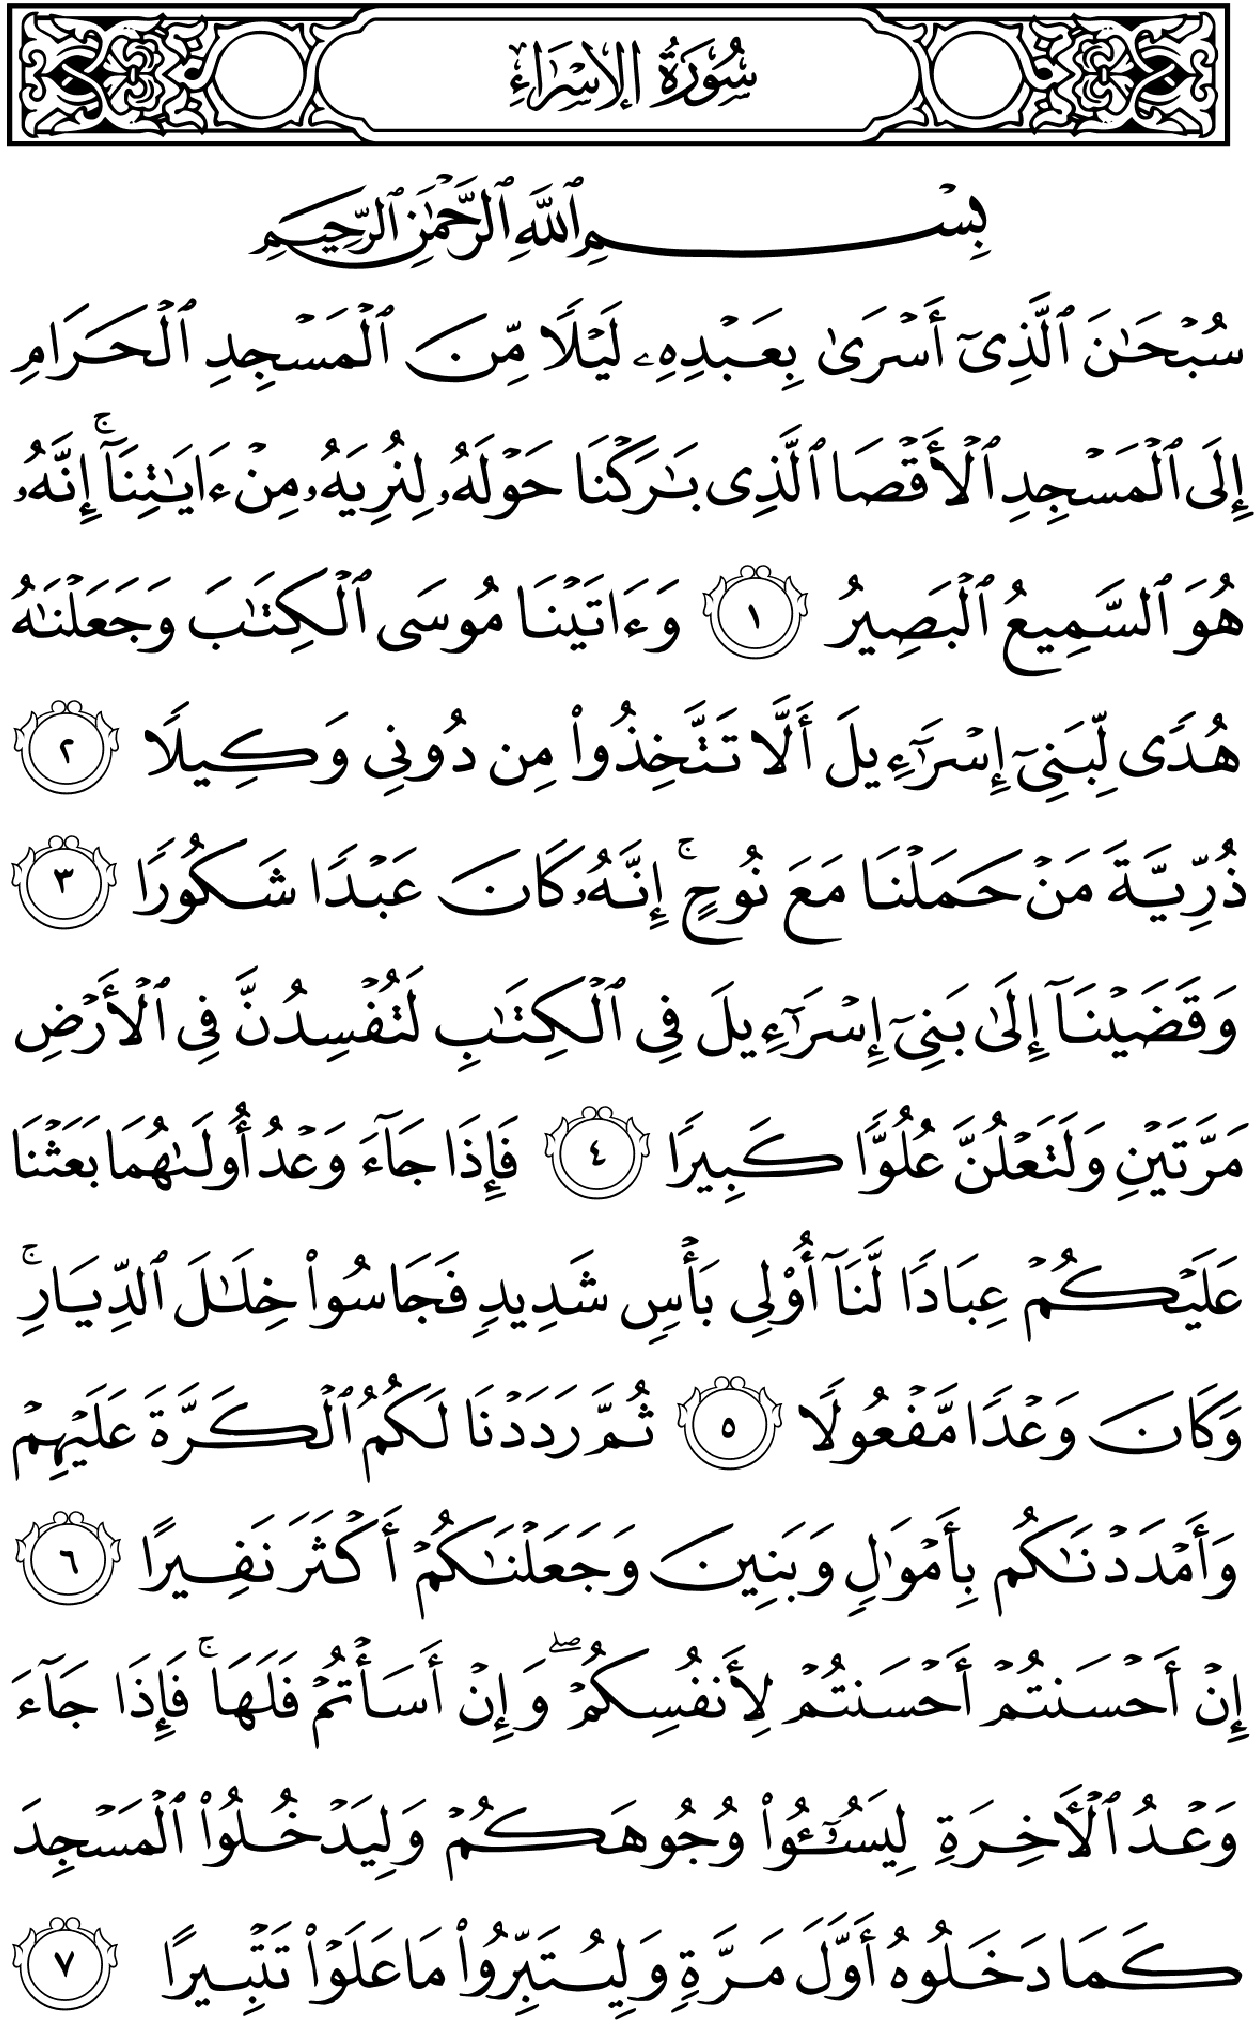 سُورَةُ الإِسْرَاءِ
بِسْمِ ٱللَّهِ ٱلرَّحْمَٰنِ ٱلرَّحِيمِ
سُبْحَٰنَ ٱلَّذِىٓ أَسْرَىٰ بِعَبْدِهِۦ لَيْلًا مِّنَ ٱلْمَسْجِدِ ٱلْحَرَامِ
إِلَى ٱلْمَسْجِدِ ٱلْأَقْصَا ٱلَّذِى بَٰرَكْنَا حَوْلَهُۥ لِنُرِيَهُۥ مِنْ ءَايَٰتِنَآ ۚ إِنَّهُۥ
هُوَ ٱلسَّمِيعُ ٱلْبَصِيرُ ١ وَءَاتَيْنَا مُوسَى ٱلْكِتَٰبَ وَجَعَلْنَٰهُ
هُدًى لِّبَنِىٓ إِسْرَٰٓءِيلَ أَلَّا تَتَّخِذُوا۟ مِن دُونِى وَكِيلًا ٢
ذُرِّيَّةَ مَنْ حَمَلْنَا مَعَ نُوحٍ ۚ إِنَّهُۥ كَانَ عَبْدًا شَكُورًا ٣
وَقَضَيْنَآ إِلَىٰ بَنِىٓ إِسْرَٰٓءِيلَ فِى ٱلْكِتَٰبِ لَتُفْسِدُنَّ فِى ٱلْأَرْضِ
مَرَّتَيْنِ وَلَتَعْلُنَّ عُلُوًّا كَبِيرًا ٤ فَإِذَا جَآءَ وَعْدُ أُولَىٰهُمَا بَعَثْنَا
عَلَيْكُمْ عِبَادًا لَّنَآ أُو۟لِى بَأْسٍ شَدِيدٍ فَجَاسُوا۟ خِلَٰلَ ٱلدِّيَارِ ۚ
وَكَانَ وَعْدًا مَّفْعُولًا ٥ ثُمَّ رَدَدْنَا لَكُمُ ٱلْكَرَّةَ عَلَيْهِمْ
وَأَمْدَدْنَٰكُم بِأَمْوَٰلٍ وَبَنِينَ وَجَعَلْنَٰكُمْ أَكْثَرَ نَفِيرًا ٦
إِنْ أَحْسَنتُمْ أَحْسَنتُمْ لِأَنفُسِكُمْ ۖ وَإِنْ أَسَأْتُمْ فَلَهَا ۚ فَإِذَا جَآءَ
وَعْدُ ٱلْـَٔاخِرَةِ لِيَسُـۥٓـُٔوا۟ وُجُوهَكُمْ وَلِيَدْخُلُوا۟ ٱلْمَسْجِدَ
كَمَا دَخَلُوهُ أَوَّلَ مَرَّةٍ وَلِيُتَبِّرُوا۟ مَا عَلَوْا۟ تَتْبِيرًا ٧